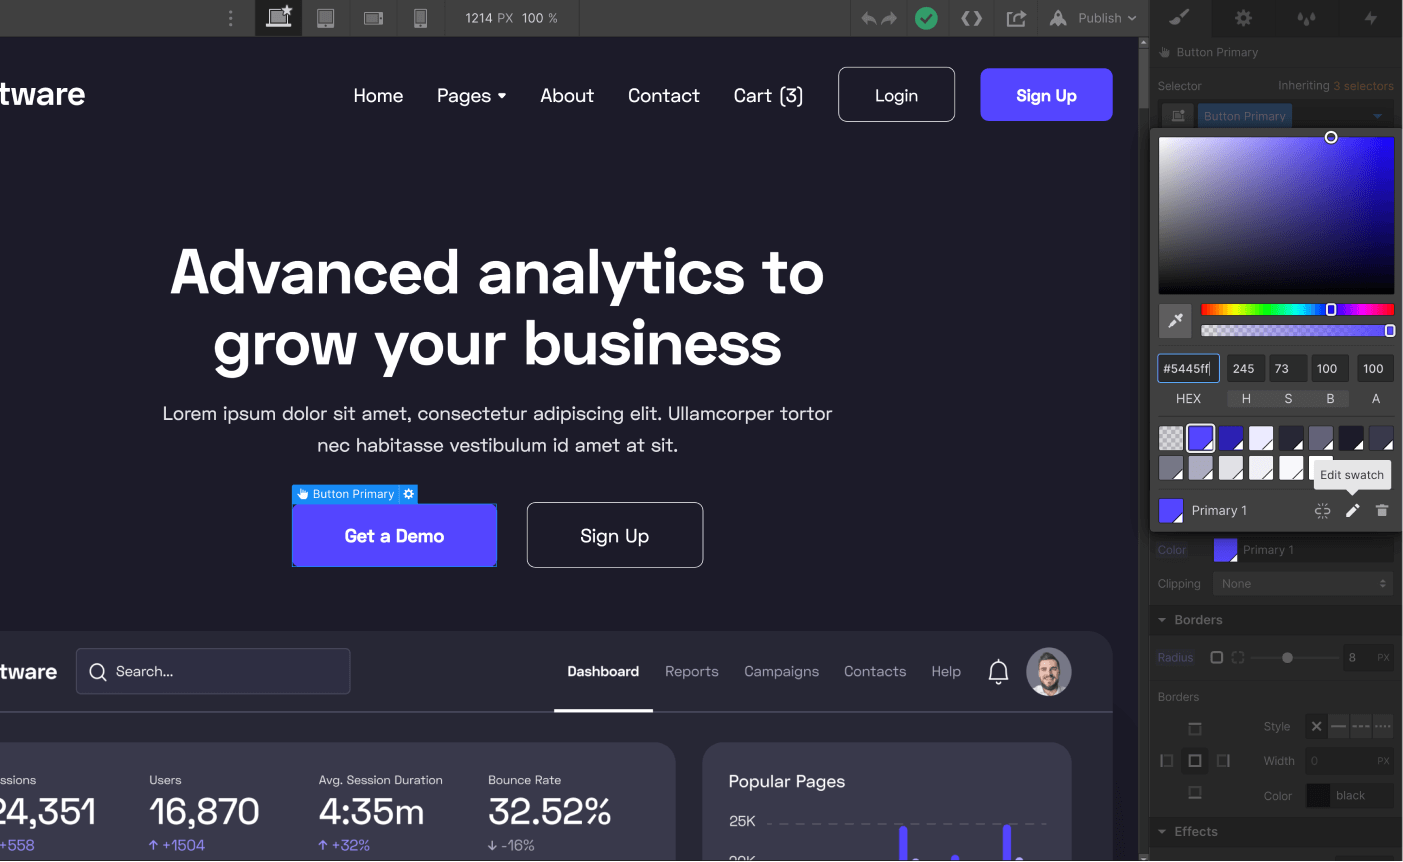 1214 PX 100 %
Publish
tware
Home Pages About Contact Cart (3) Login Sign Up
Advanced analytics to
grow your business
Lorem ipsum dolor sit amet, consectetur adipiscing elit. Ullamcorper tortor
nec habitasse vestibulum id amet at sit.
Button Primary
Get a Demo
Sign Up
tware
Search...
Dashboard Reports Campaigns Contacts Help
ssions
24,351
+558
Users
16,870
+1504
Avg. Session Duration
4:35m
+32%
Bounce Rate
32.52%
-16%
Popular Pages
25K
Button Primary
Selector Inheriting 3 selectors
Button Primary
#5445ff 245 73 100 100
HEX H S B A
Edit swatch
Primary 1
Color Primary 1
Clipping None
Borders
Radius 8 PX
Borders
Style
Width 0 PX
Color black
Effects